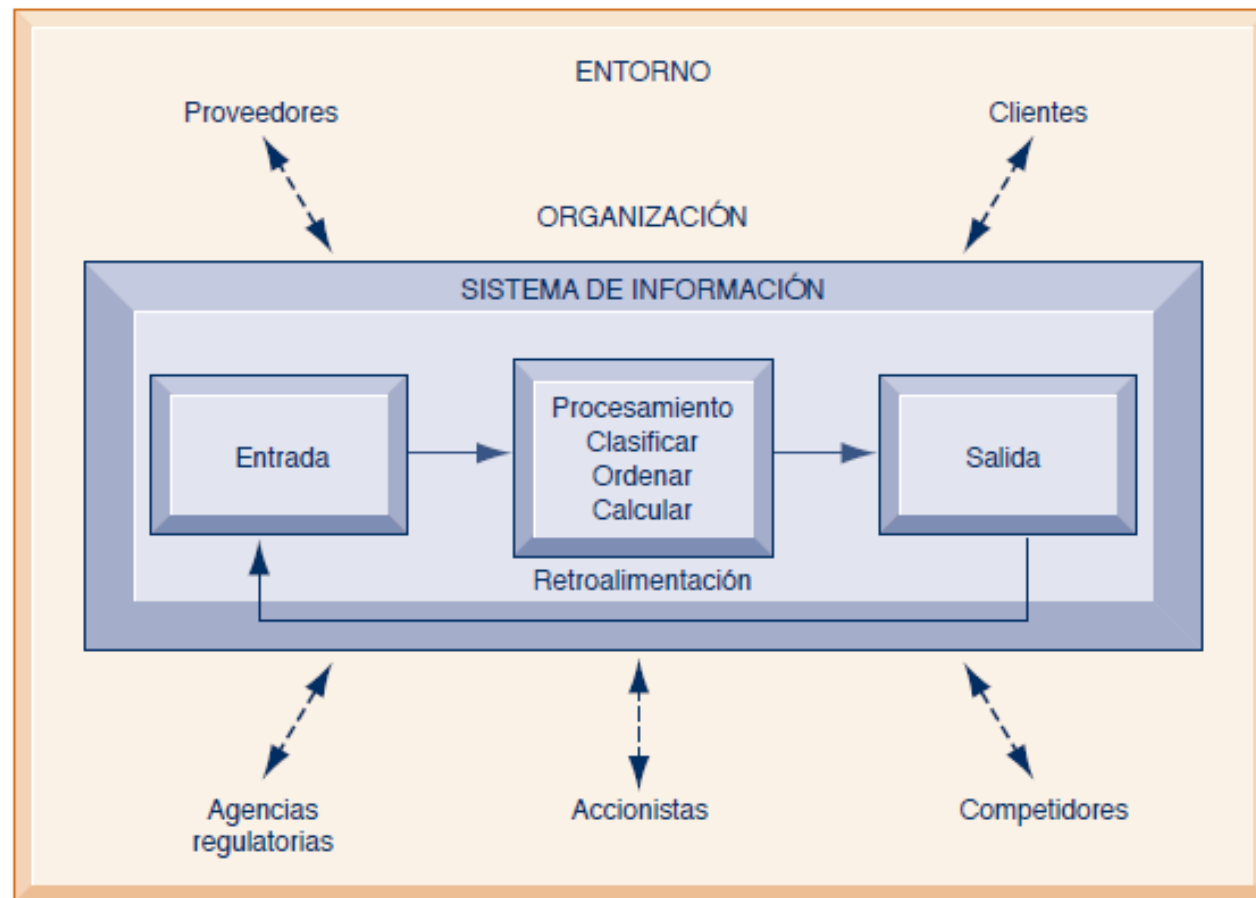 ENTORNO
Proveedores
Clientes
ORGANIZACIÓN
SISTEMA DE INFORMACIÓN
Entrada
Procesamiento
Clasificar
Ordenar
Calcular
Salida
Retroalimentación
Agencias
regulatorias
Accionistas
Competidores